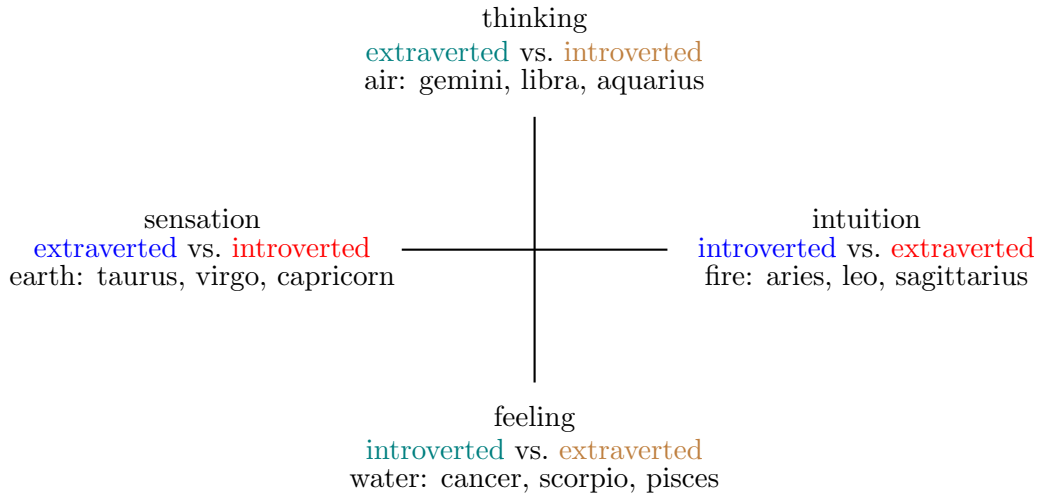 thinking
extraverted vs. introverted
air: gemini, libra, aquarius
sensation
extraverted vs. introverted
earth: taurus, virgo, capricorn
intuition
introverted vs. extraverted
fire: aries, leo, sagittarius
feeling
introverted vs. extraverted
water: cancer, scorpio, pisces